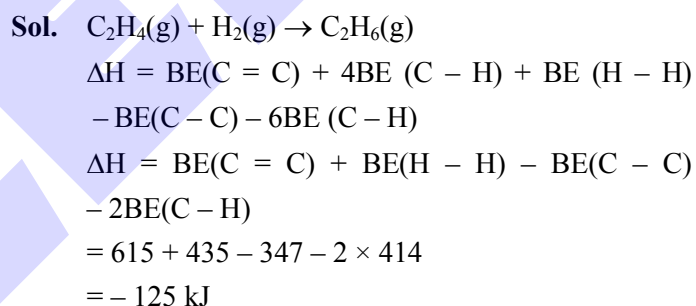 Sol. C₂H₄(g) + H₂(g) → C₂H₆(g)
ΔH = BE(C = C) + 4BE (C – H) + BE (H – H)
– BE(C – C) – 6BE (C – H)
ΔH = BE(C = C) + BE(H – H) – BE(C – C)
– 2BE(C – H)
= 615 + 435 – 347 – 2 × 414
= – 125 kJ